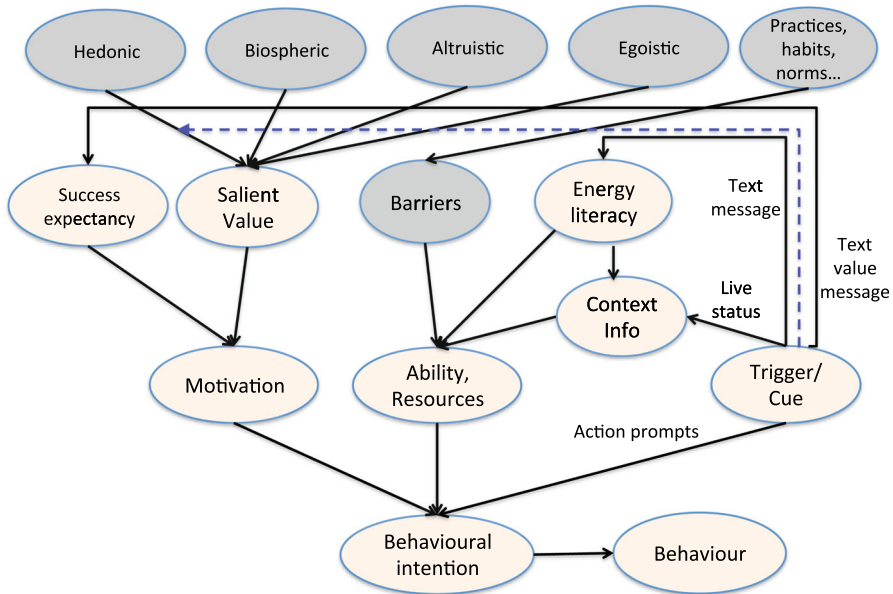 Hedonic
Biospheric
Altruistic
Egoistic
Practices,
habits,
norms...
Success
expectancy
Salient
Value
Barriers
Energy
literacy
Text
message
Text
value
message
Context
Info
Live
status
Motivation
Ability,
Resources
Trigger/
Cue
Action prompts
Behavioural
intention
Behaviour